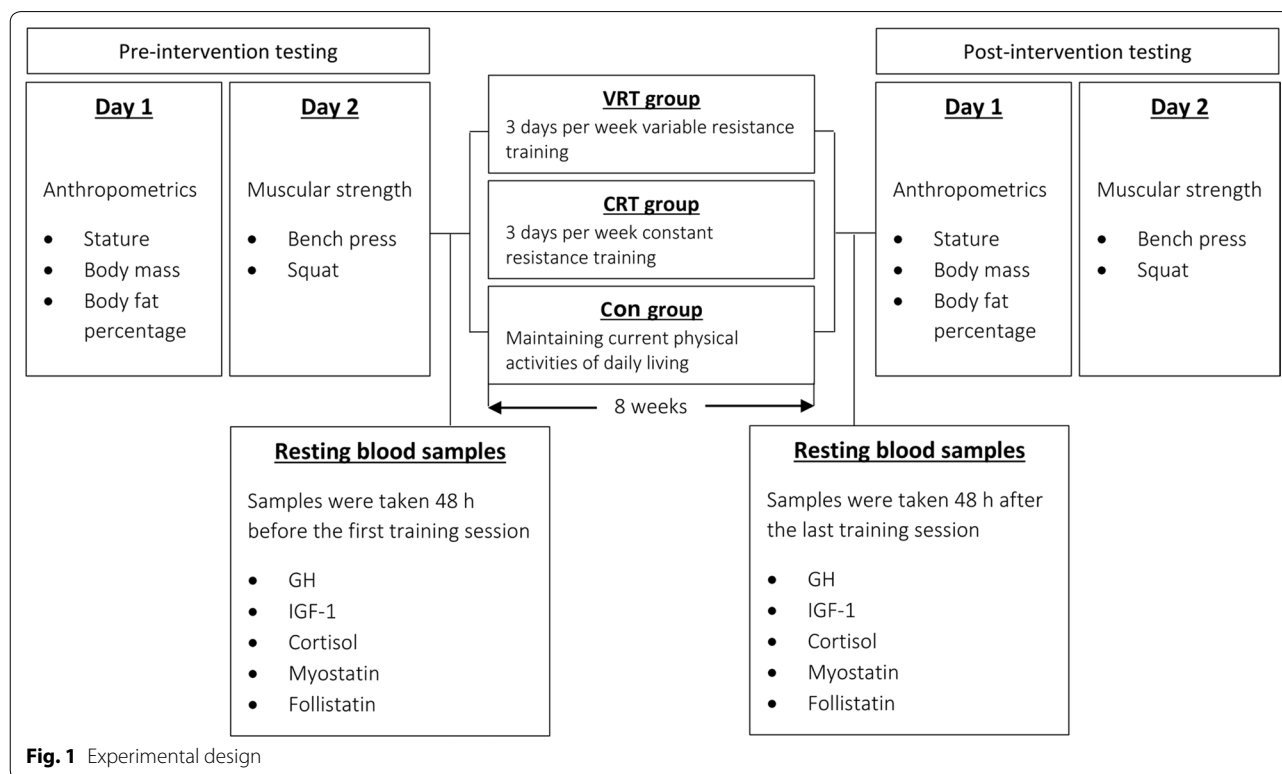 Pre-intervention testing
Day 1
Anthropometrics
• Stature
• Body mass
• Body fat
percentage
Day 2
Muscular strength
• Bench press
• Squat
VRT group
3 days per week variable resistance
training
CRT group
3 days per week constant
resistance training
Con group
Maintaining current physical
activities of daily living
8 weeks
Post-intervention testing
Day 1
Anthropometrics
• Stature
• Body mass
• Body fat
percentage
Day 2
Muscular strength
• Bench press
• Squat
Resting blood samples
Samples were taken 48 h
before the first training session
• GH
• IGF-1
• Cortisol
• Myostatin
• Follistatin
Resting blood samples
Samples were taken 48 h after
the last training session
• GH
• IGF-1
• Cortisol
• Myostatin
• Follistatin
Fig. 1 Experimental design